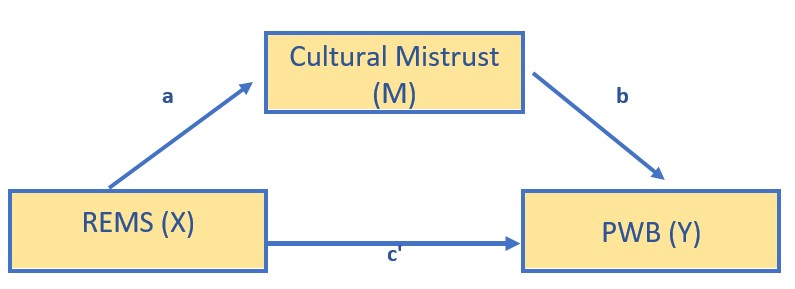 Cultural Mistrust
(M)
a
b
REMS (X)
PWB (Y)
c'